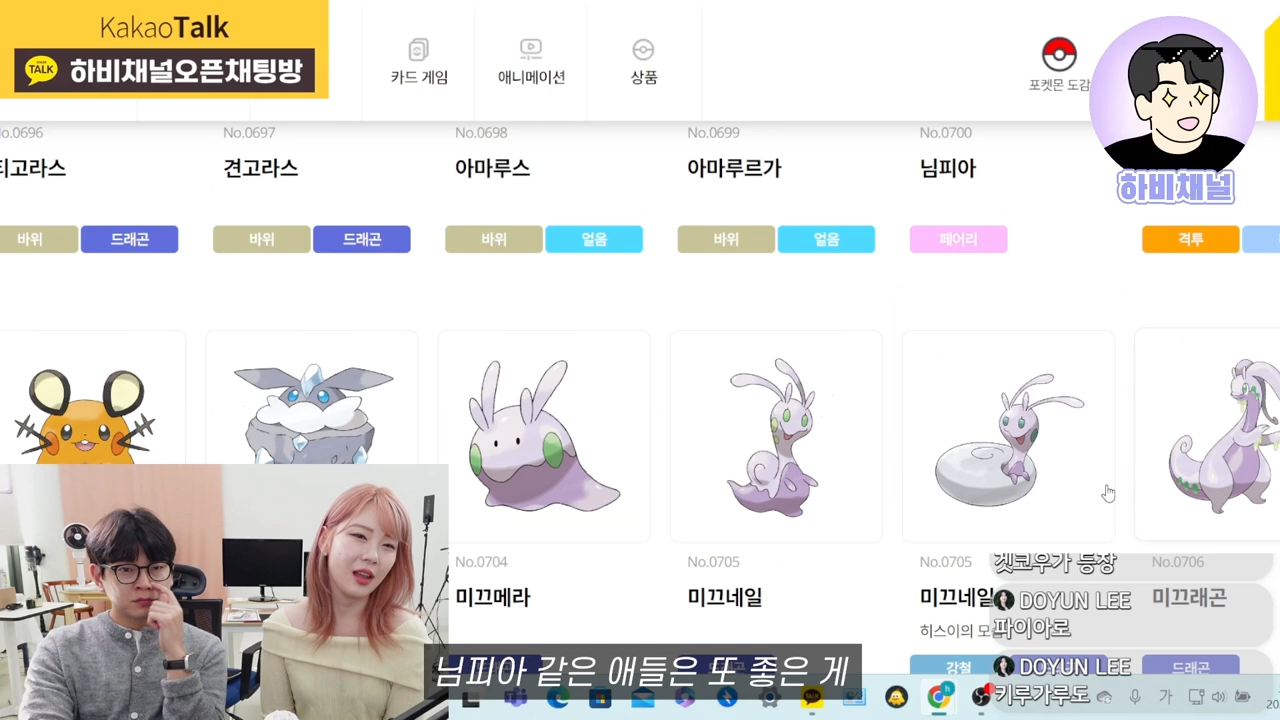 KakaoTalk
TALK 하비채널오픈채팅방
카드 게임
애니메이션
상품
포켓몬 도감
하비채널
No.0696
No.0697
No.0698
No.0699
No.0700
티고라스
견고라스
아마루스
아마루르가
님피아
바위 드래곤
바위 드래곤
바위 얼음
바위 얼음
페어리
격투
No.0704
No.0705
No.0705
No.0706
미끄메라
미끄네일
미끄네일
미끄래곤
히스이의 모
강철
드래곤
겟코우가 등장
DOYUN LEE
파이아로
DOYUN LEE
키루가루도
님피아 같은 애들은 또 좋은 게
TALK
가
20